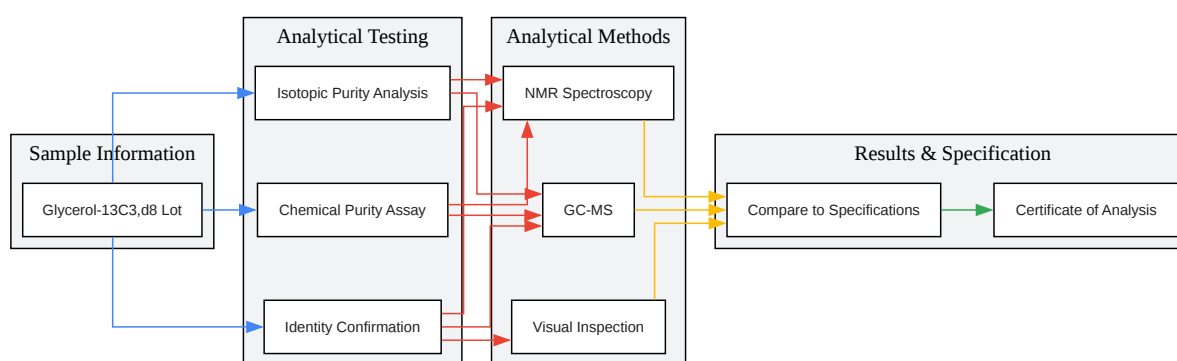 Sample Information
Glycerol-13C3,d8 Lot
Analytical Testing
Isotopic Purity Analysis
Chemical Purity Assay
Identity Confirmation
Analytical Methods
NMR Spectroscopy
GC-MS
Visual Inspection
Results & Specification
Compare to Specifications
Certificate of Analysis